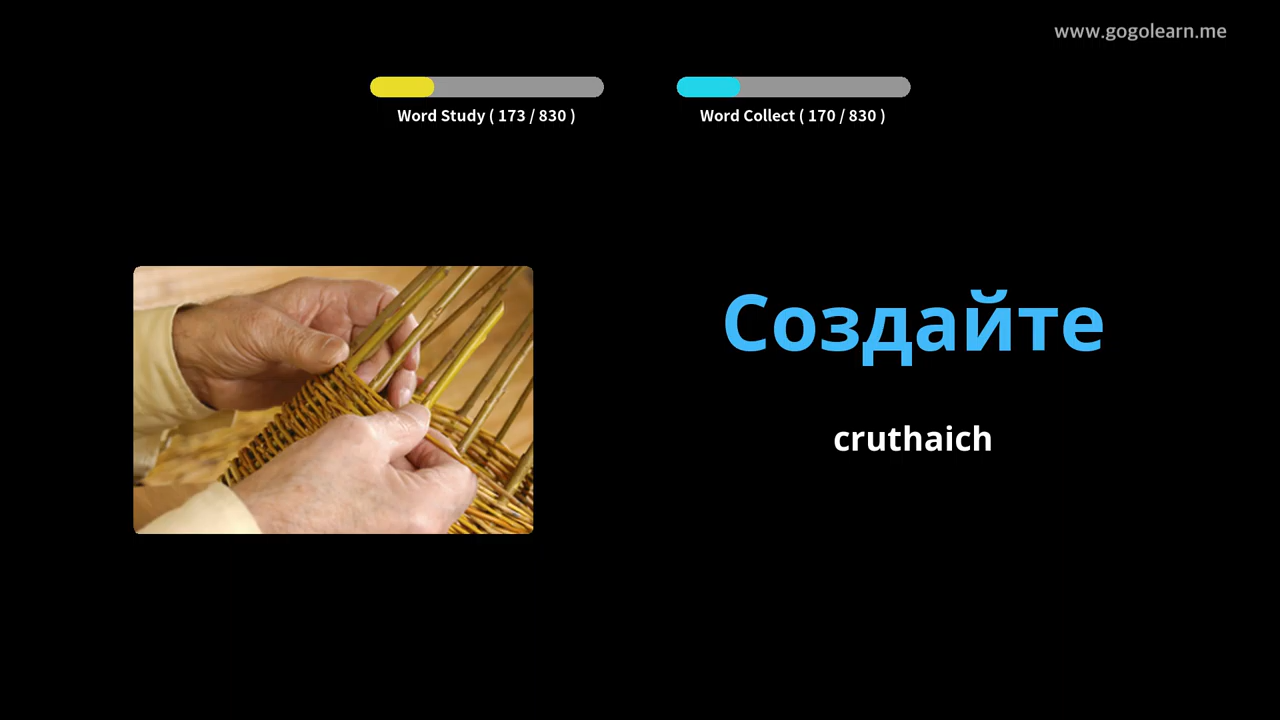 www.gogolearn.me
Word Study ( 173 / 830 )
Word Collect ( 170 / 830 )
Создайте
cruthaich